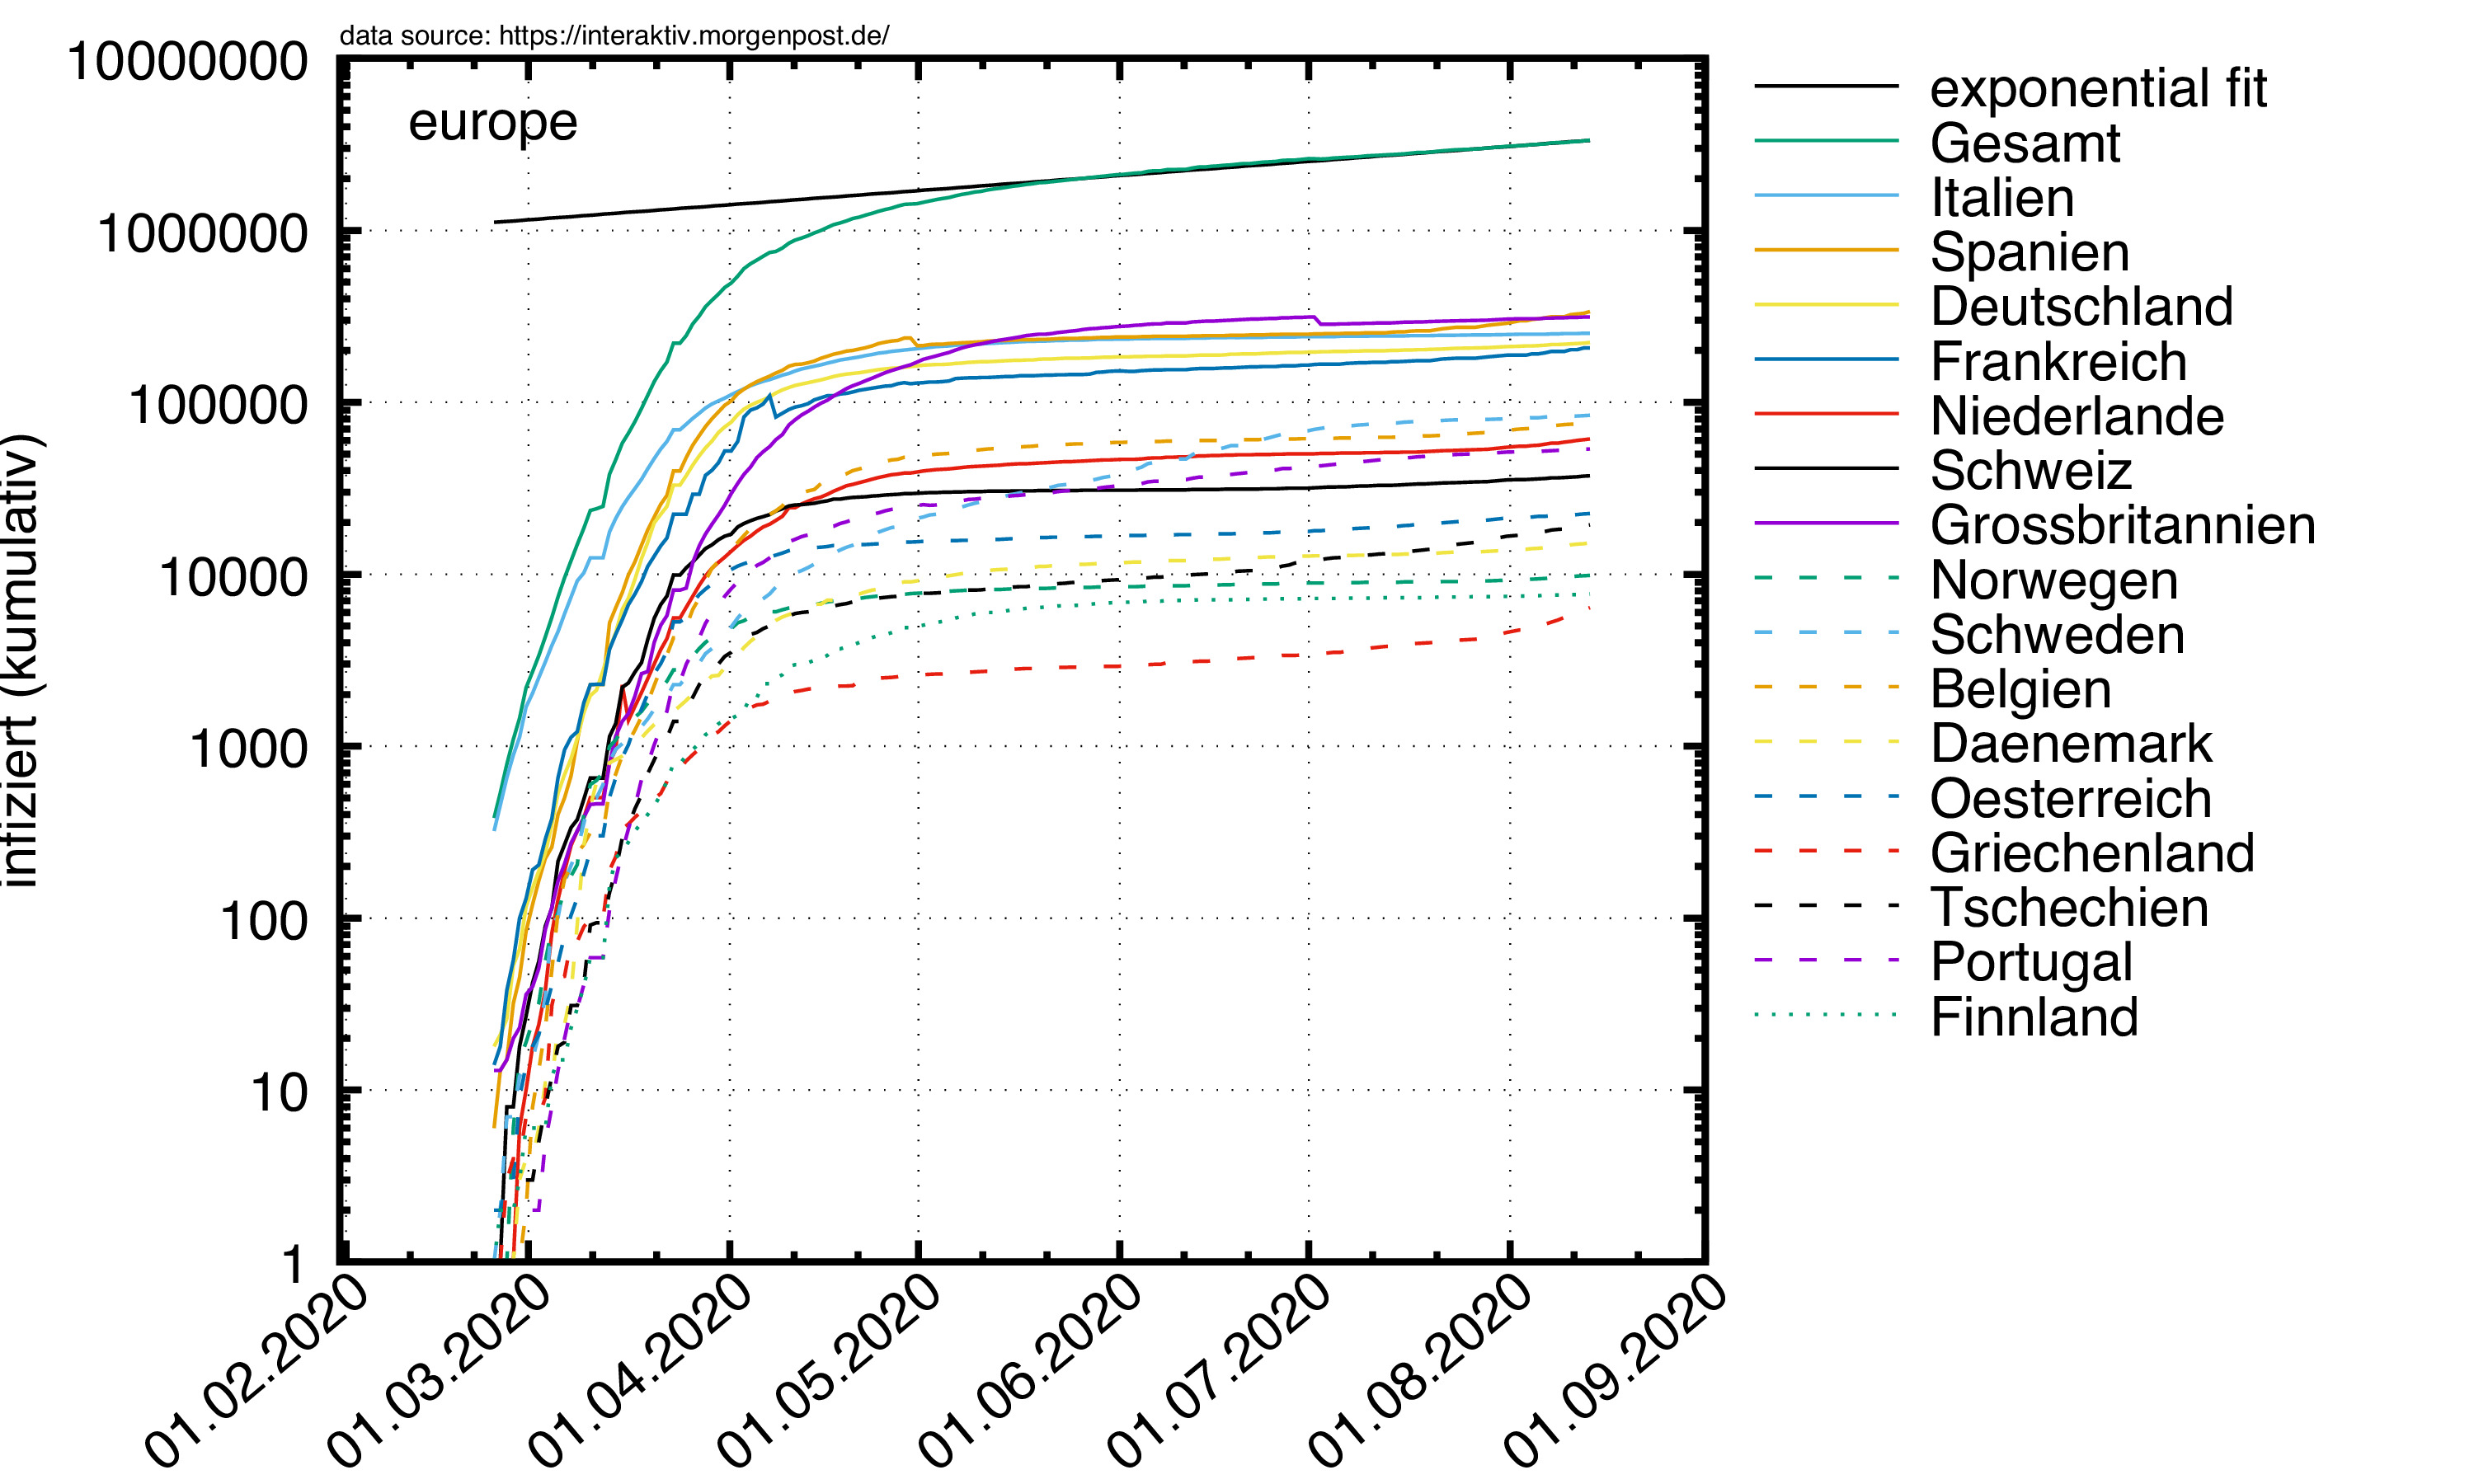 data source: https://interaktiv.morgenpost.de/
europe
infiziert (kumulativ)
10000000
1000000
100000
10000
1000
100
10
1
01.02.2020
01.03.2020
01.04.2020
01.05.2020
01.06.2020
01.07.2020
01.08.2020
01.09.2020
exponential fit
Gesamt
Italien
Spanien
Deutschland
Frankreich
Niederlande
Schweiz
Grossbritannien
Norwegen
Schweden
Belgien
Daenemark
Oesterreich
Griechenland
Tschechien
Portugal
Finnland